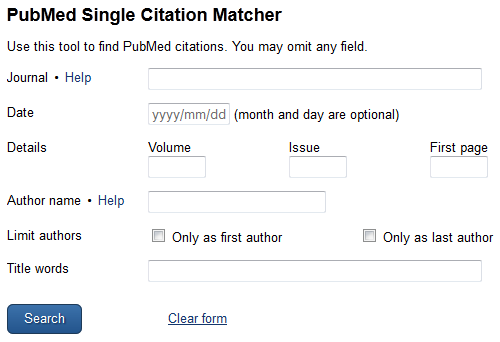 PubMed Single Citation Matcher
Use this tool to find PubMed citations. You may omit any field.
Journal • Help
Date yyyy/mm/dd (month and day are optional)
Details Volume Issue First page
Author name • Help
Limit authors Only as first author Only as last author
Title words
Search Clear form